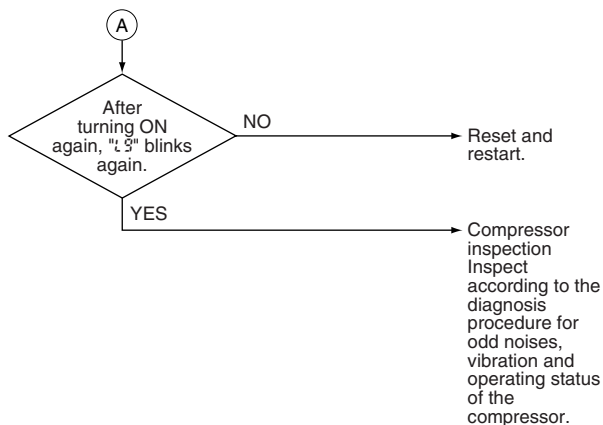 A
After
turning ON
again, "L9" blinks
again.
NO
Reset and
restart.
YES
Compressor
inspection
Inspect
according to the
diagnosis
procedure for
odd noises,
vibration and
operating status
of the
compressor.